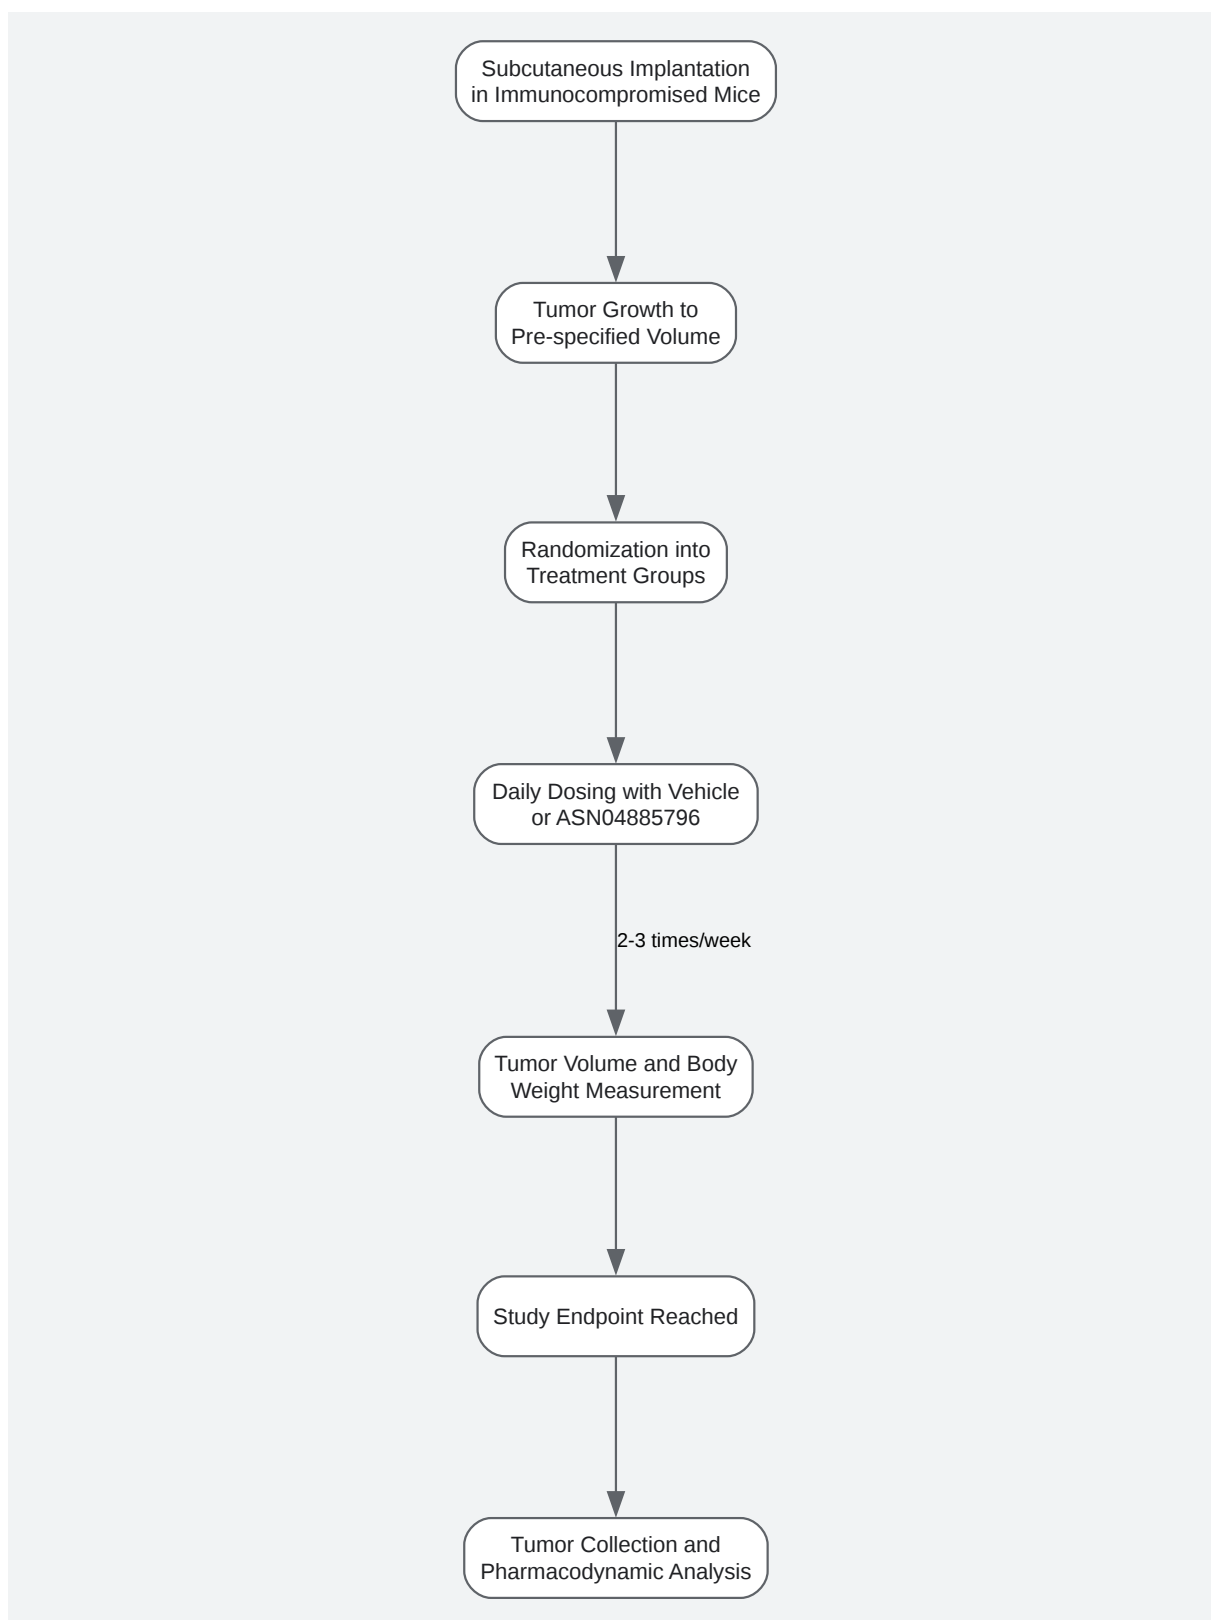 Subcutaneous Implantation
in Immunocompromised Mice
Tumor Growth to
Pre-specified Volume
Randomization into
Treatment Groups
Daily Dosing with Vehicle
or ASN04885796
2-3 times/week
Tumor Volume and Body
Weight Measurement
Study Endpoint Reached
Tumor Collection and
Pharmacodynamic Analysis